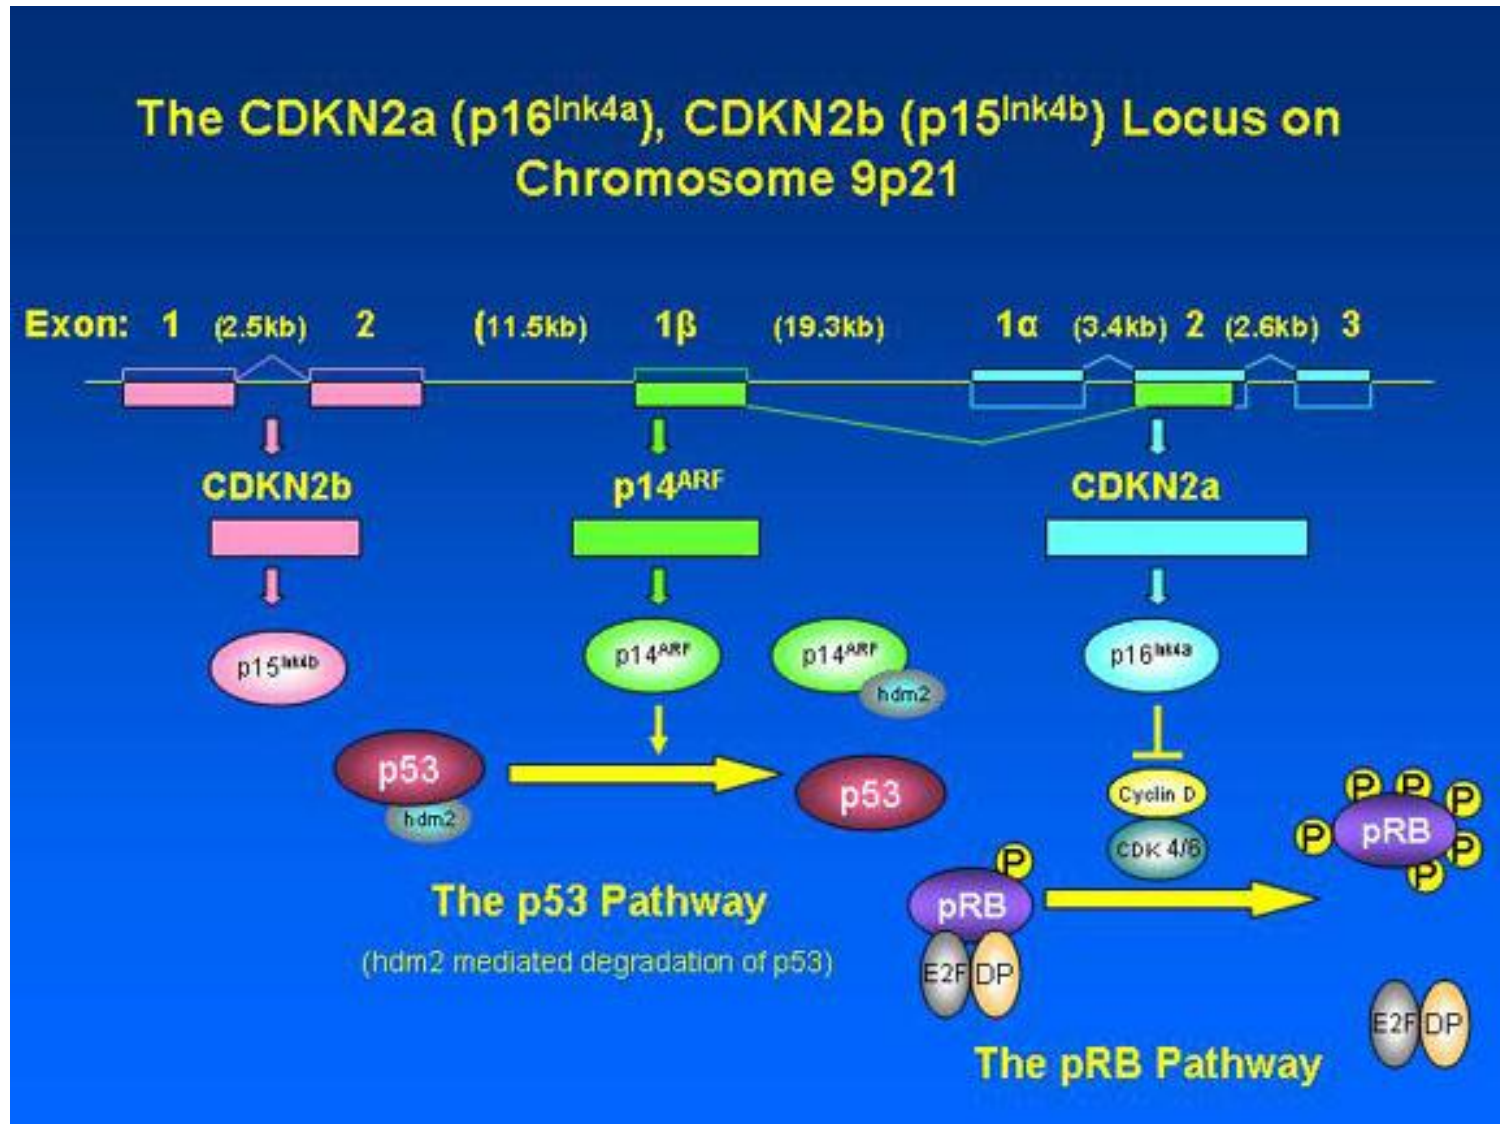 The CDKN2a (p16Ink4a), CDKN2b (p15Ink4b) Locus on
Chromosome 9p21
Exon: 1 (2.5kb) 2 (11.5kb) 1β (19.3kb) 1α (3.4kb) 2 (2.6kb) 3
CDKN2b p14ARF CDKN2a
p15Ink4b p14ARF p14ARF p16Ink4a
hdm2
p53 p53 Cyclin D
hdm2 CDK 4/6
P P P P P P
pRB
P
pRB
The p53 Pathway
(hdm2 mediated degradation of p53)
E2F DP
E2F DP
The pRB Pathway